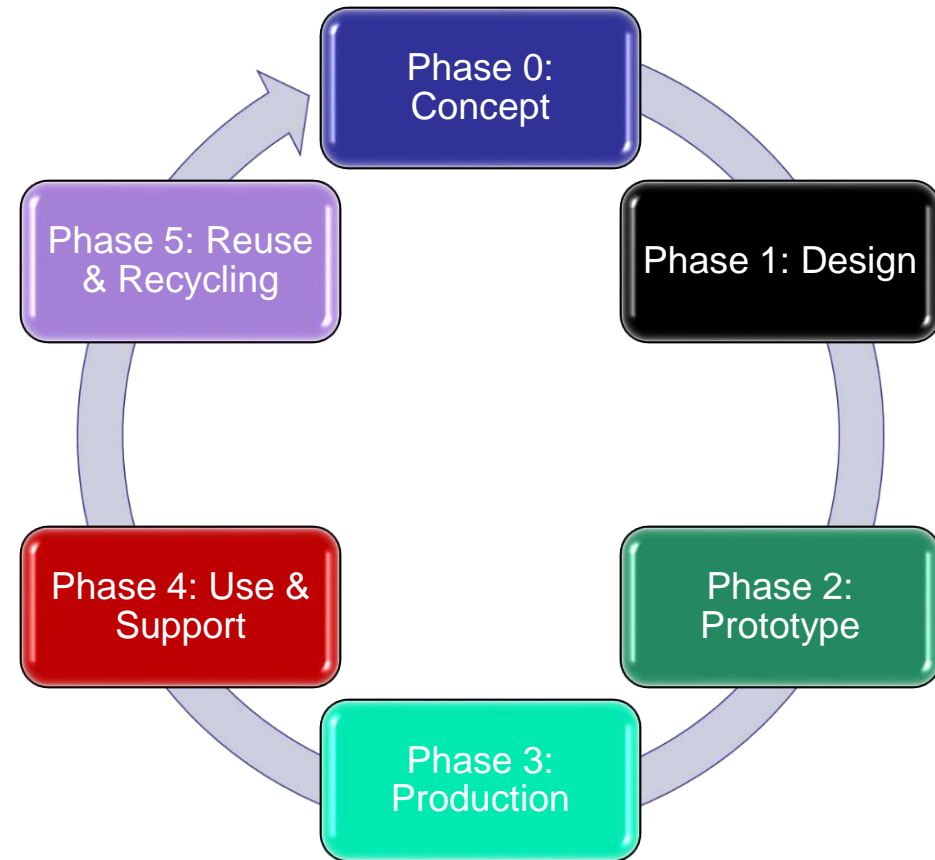 Phase 0:
Concept
Phase 1: Design
Phase 2:
Prototype
Phase 3:
Production
Phase 4: Use &
Support
Phase 5: Reuse
& Recycling